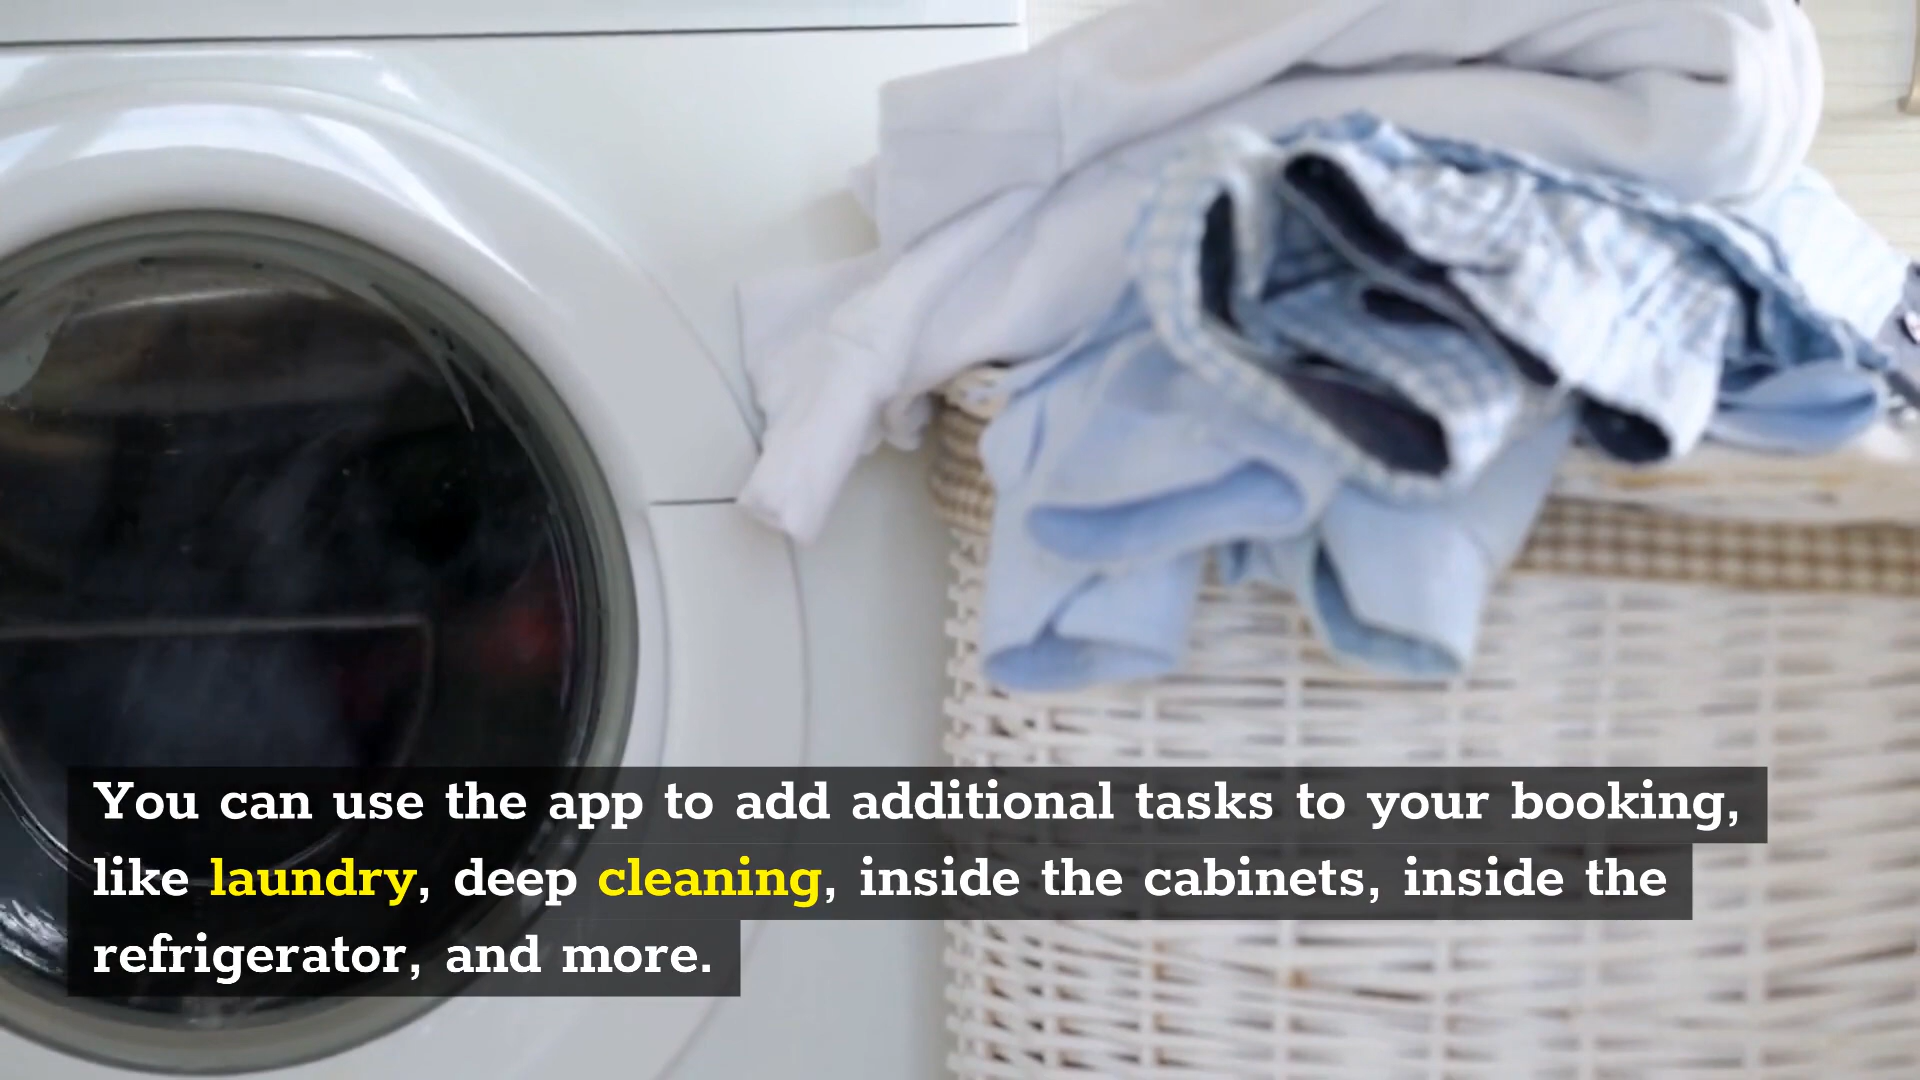 You can use the app to add additional tasks to your booking,
like laundry, deep cleaning, inside the cabinets, inside the
refrigerator, and more.